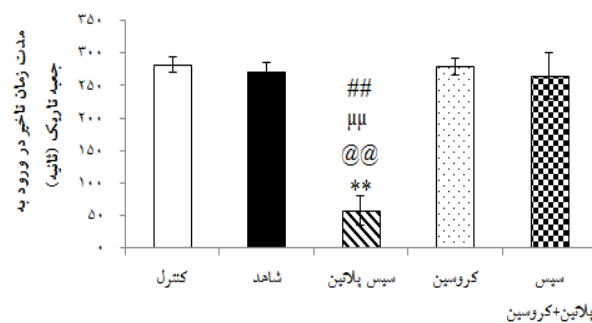 مدت زمان تاخیر در ورود به
جعبه تاریک (ثانیه)
۳۵۰
۳۰۰
۲۵۰
۲۰۰
۱۵۰
۱۰۰
۵۰
۰
##
µµ
@@
**
کنترل
شاهد
سیس پلاتین
کروسین
سیس
پلاتین+کروسین